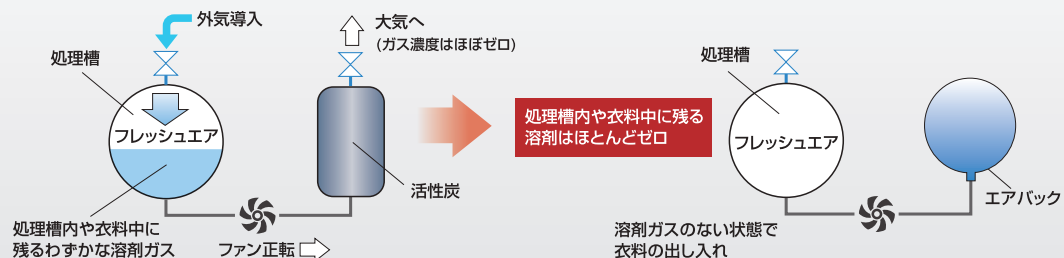 外気導入
大気へ
(ガス濃度はほぼゼロ)
処理槽
フレッシュエア
活性炭
処理槽内や衣料中に
残るわずかな溶剤ガス
ファン正転
処理槽内や衣料中に残る
溶剤はほとんどゼロ
処理槽
フレッシュエア
エアバック
溶剤ガスのない状態で
衣料の出し入れ